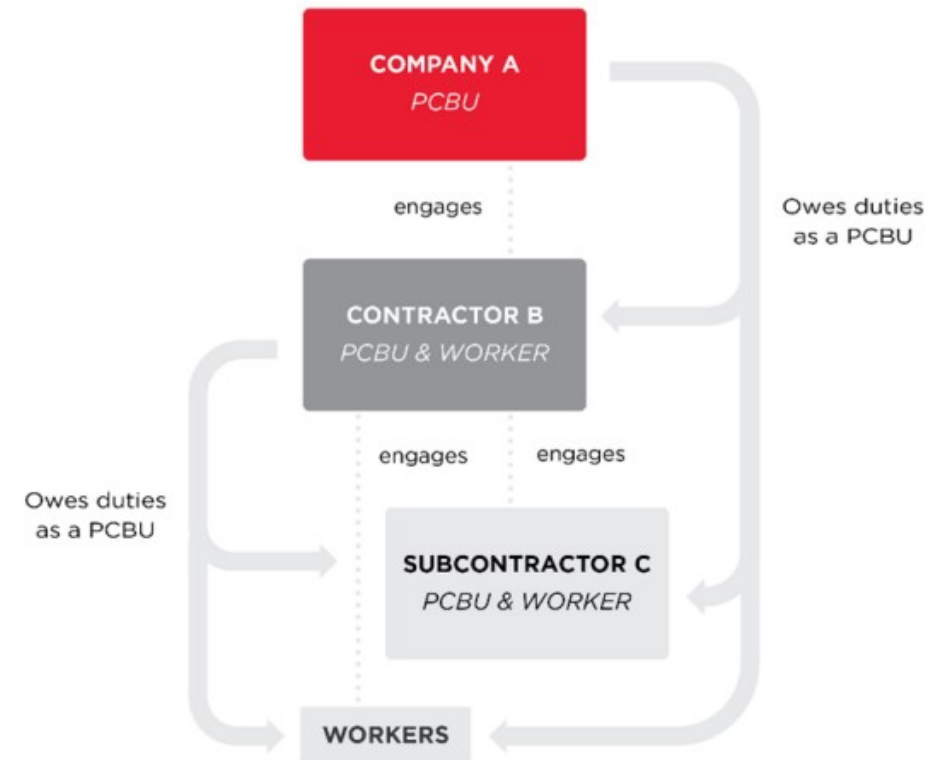 COMPANY A
PCBU
engages
Owes duties
as a PCBU
CONTRACTOR B
PCBU & WORKER
engages
engages
Owes duties
as a PCBU
SUBCONTRACTOR C
PCBU & WORKER
WORKERS